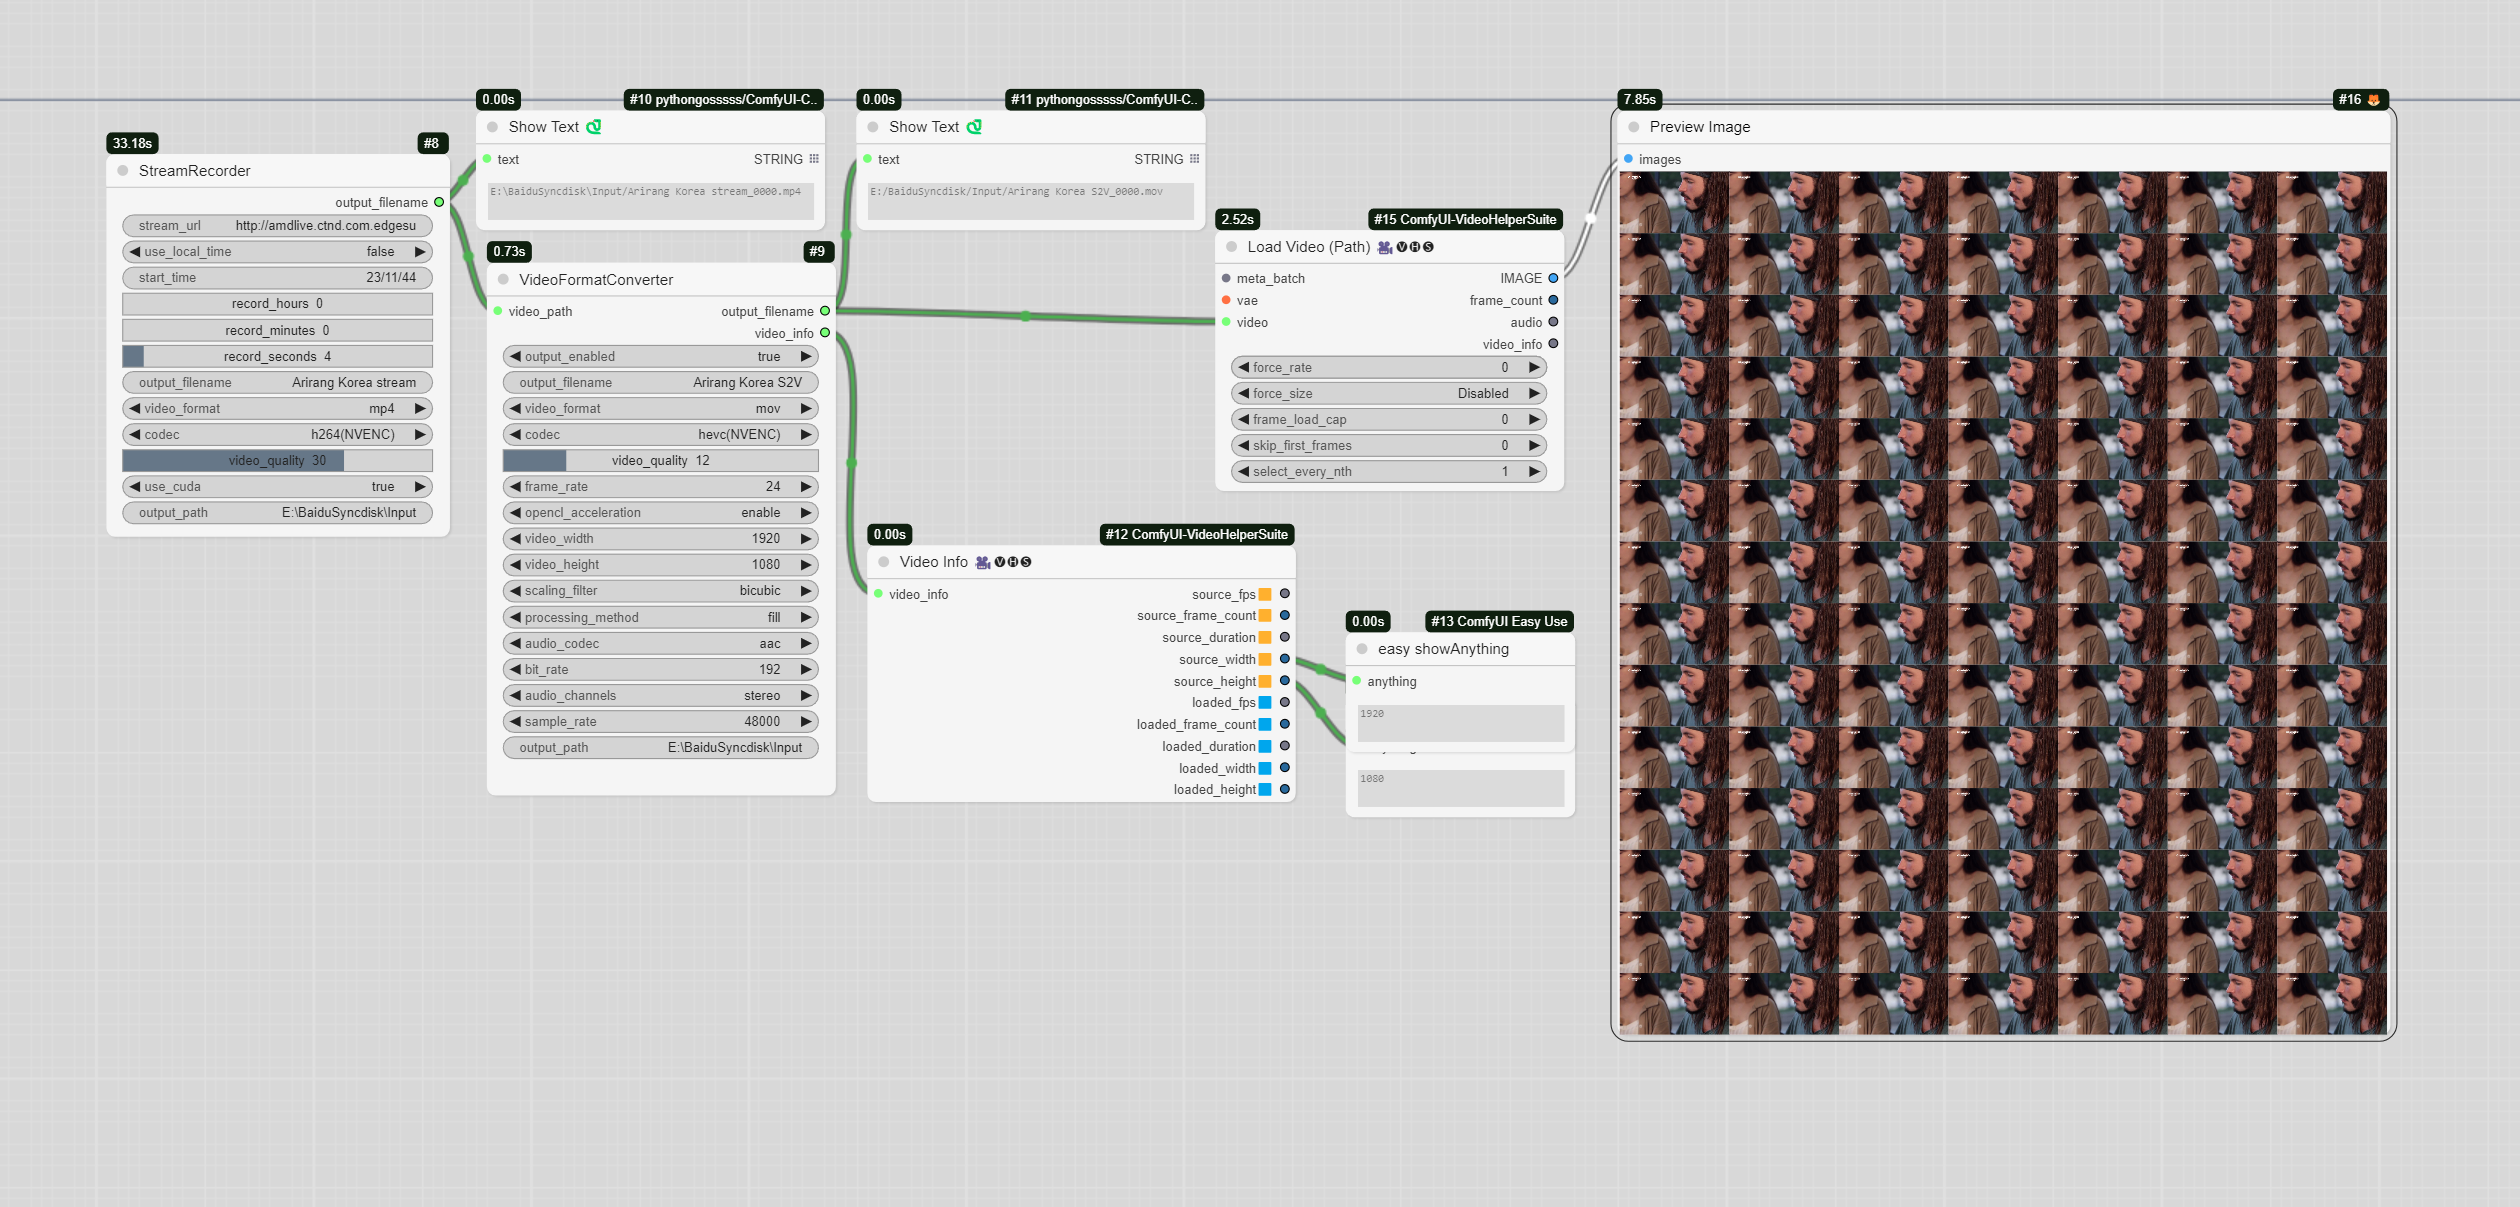 33.18s
#8
StreamRecorder
output_filename
stream_url http://amdlive.ctnd.com.edgesu
use_local_time false
start_time 23/11/44
record_hours 0
record_minutes 0
record_seconds 4
output_filename Arirang Korea stream
video_format mp4
codec h264(NVENC)
video_quality 30
use_cuda true
output_path E:\BaiduSyncdisk\Input
0.00s
#10 pythongosssss/ComfyUI-C..
Show Text
text STRING
E:\BaiduSyncdisk\Input/Arirang Korea stream_0000.mp4
0.73s
#9
VideoFormatConverter
video_path output_filename
video_info
output_enabled true
output_filename Arirang Korea S2V
video_format mov
codec hevc(NVENC)
video_quality 12
frame_rate 24
opencl_acceleration enable
video_width 1920
video_height 1080
scaling_filter bicubic
processing_method fill
audio_codec aac
bit_rate 192
audio_channels stereo
sample_rate 48000
output_path E:\BaiduSyncdisk\Input
0.00s
#11 pythongosssss/ComfyUI-C..
Show Text
text STRING
E:/BaiduSyncdisk/Input/Arirang Korea S2V_0000.mov
2.52s
#15 ComfyUI-VideoHelperSuite
Load Video (Path) VHS
meta_batch IMAGE
vae frame_count
video audio
video_info
force_rate 0
force_size Disabled
frame_load_cap 0
skip_first_frames 0
select_every_nth 1
0.00s
#12 ComfyUI-VideoHelperSuite
Video Info VHS
video_info source_fps
source_frame_count
source_duration
source_width
source_height
loaded_fps
loaded_frame_count
loaded_duration
loaded_width
loaded_height
0.00s
#13 ComfyUI Easy Use
easy showAnything
anything
1920
1080
7.85s
#16
Preview Image
images